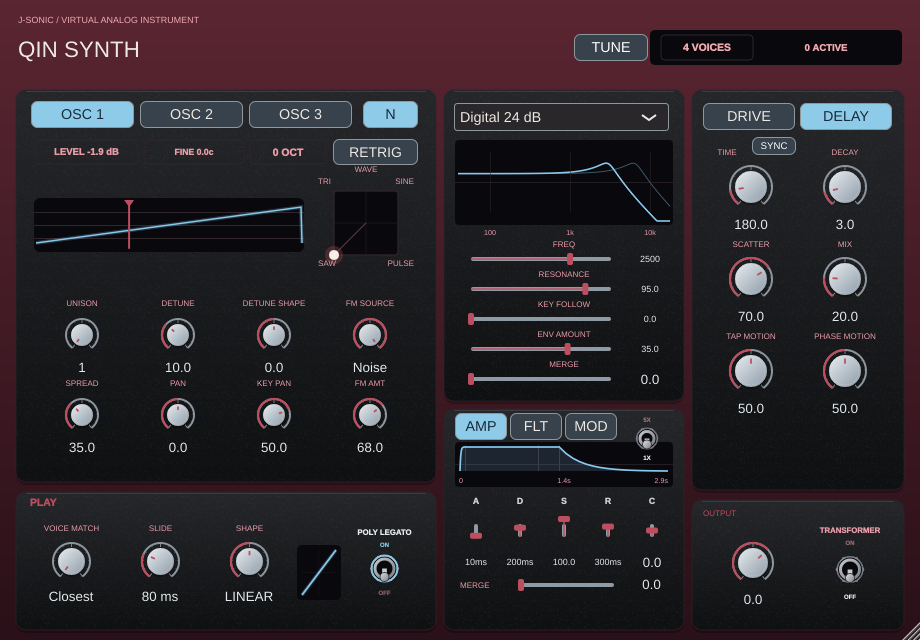 J-SONIC / VIRTUAL ANALOG INSTRUMENT
QIN SYNTH
TUNE
4 VOICES
0 ACTIVE
OSC 1
OSC 2
OSC 3
N
LEVEL -1.9 dB
FINE 0.0c
0 OCT
RETRIG
WAVE
TRI
SINE
SAW
PULSE
UNISON
DETUNE
DETUNE SHAPE
FM SOURCE
1
10.0
0.0
Noise
SPREAD
PAN
KEY PAN
FM AMT
35.0
0.0
50.0
68.0
PLAY
VOICE MATCH
SLIDE
SHAPE
POLY LEGATO
ON
OFF
Closest
80 ms
LINEAR
Digital 24 dB
100
1k
10k
FREQ
2500
RESONANCE
95.0
KEY FOLLOW
0.0
ENV AMOUNT
35.0
MERGE
0.0
AMP
FLT
MOD
5X
1X
0
1.4s
2.9s
A
D
S
R
C
10ms
200ms
100.0
300ms
0.0
MERGE
0.0
DRIVE
DELAY
TIME
SYNC
DECAY
180.0
3.0
SCATTER
MIX
70.0
20.0
TAP MOTION
PHASE MOTION
50.0
50.0
OUTPUT
TRANSFORMER
ON
OFF
0.0